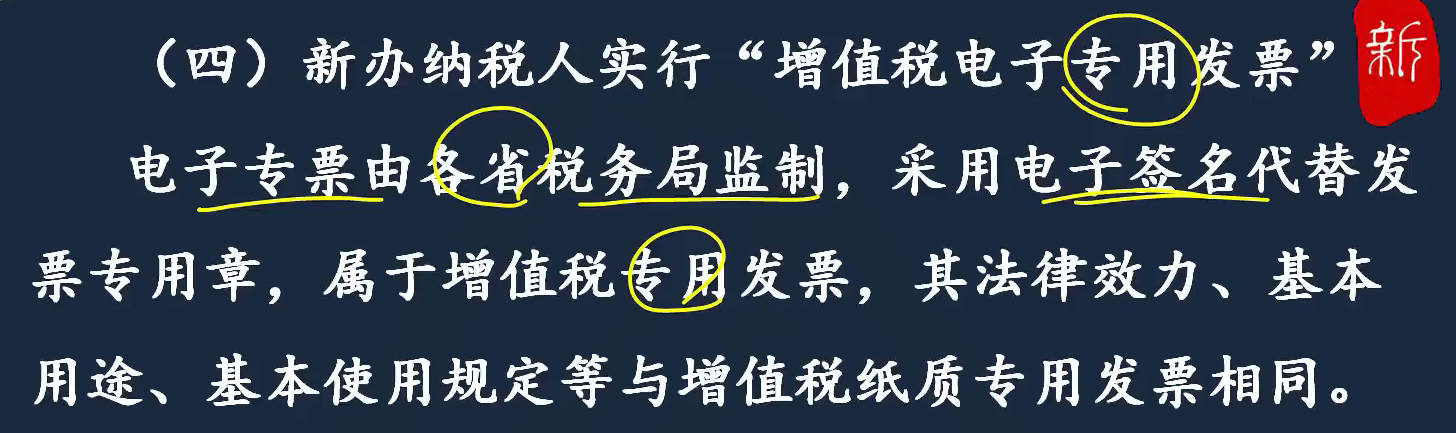 （四）新办纳税人实行“增值税电子专用发票”
新
电子专票由各省税务局监制，采用电子签名代替发
票专用章，属于增值税专用发票，其法律效力、基本
用途、基本使用规定等与增值税纸质专用发票相同。